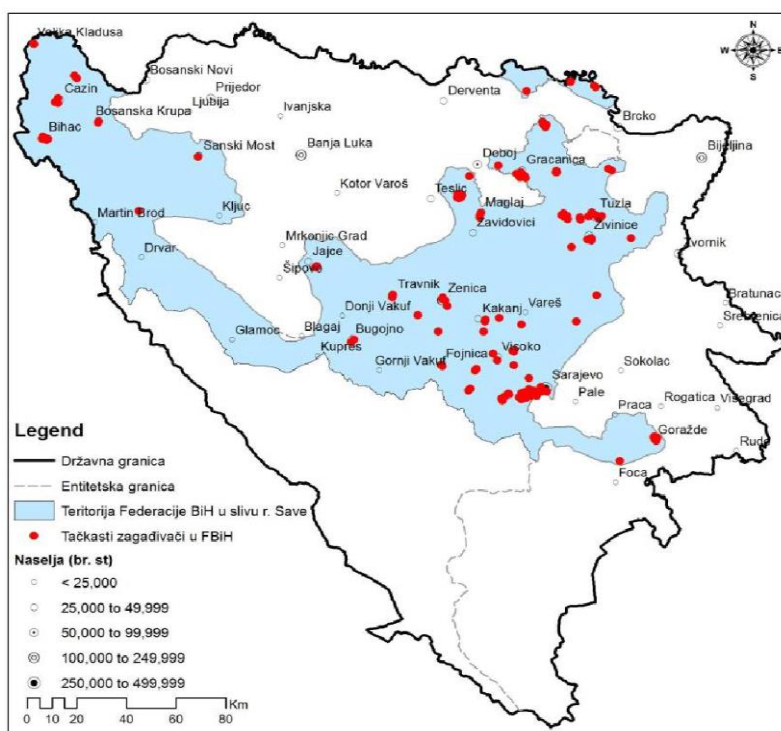 Velika Kladusa
Bosanski Novi
Cazin
Prijedor
Ljubija
Bosanska Krupa
Ivanjska
Derventa
Brcko
Bihac
Sanski Most
Banja Luka
Deboj
Gracanica
Bijeljina
Kotor Varoš
Teslic
Maglaj
Tuzla
Martin Brod
Kljuc
Zavidovici
Zivinice
Drvar
Mrkonjic Grad
Jajce
Zvornik
Šipovo
Travnik
Zenica
Bratunac
Donji Vakuf
Kakanj
Vareš
Srebrenica
Glamoc
Blagaj
Bugojno
Kupres
Gornji Vakuf
Fojnica
Visoko
Sokolac
Sarajevo
Pale
Rogatica
Visegrad
Praca
Goražde
Rudo
Foca
N
W
E
S
Legend
Državna granica
Entitetska granica
Teritorija Federacije BiH u slivu r. Save
Tačkasti zagađivači u FBiH
Naselja (br. st)
< 25,000
25,000 to 49,999
50,000 to 99,999
100,000 to 249,999
250,000 to 499,999
Km
0 10 20 40 60 80